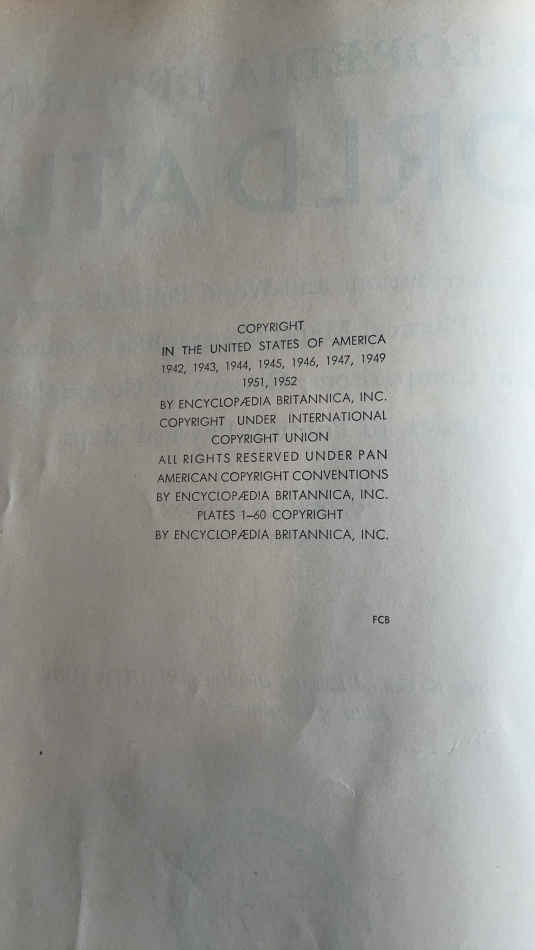 COPYRIGHT
IN THE UNITED STATES OF AMERICA
1942, 1943, 1944, 1945, 1946, 1947, 1949
1951, 1952
BY ENCYCLOPÆDIA BRITANNICA, INC.
COPYRIGHT UNDER INTERNATIONAL
COPYRIGHT UNION
ALL RIGHTS RESERVED UNDER PAN
AMERICAN COPYRIGHT CONVENTIONS
BY ENCYCLOPÆDIA BRITANNICA, INC.
PLATES 1–60 COPYRIGHT
BY ENCYCLOPÆDIA BRITANNICA, INC.
FCB